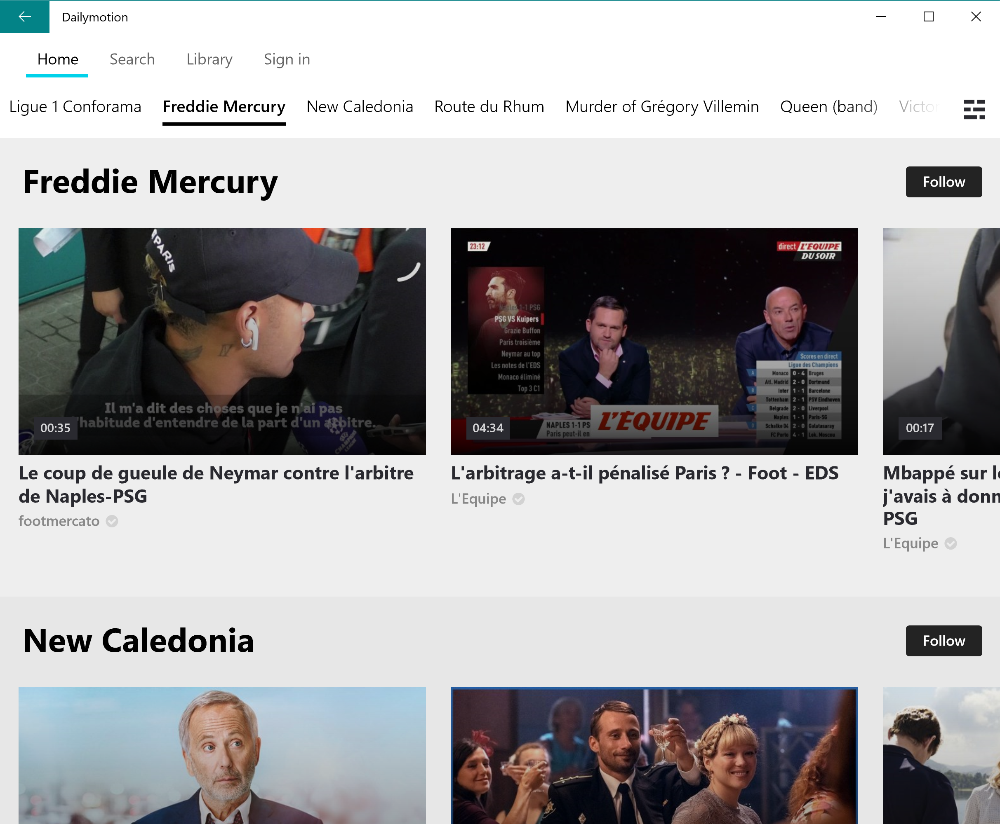 Dailymotion
Home Search Library Sign in
Ligue 1 Conforama Freddie Mercury New Caledonia Route du Rhum Murder of Grégory Villemin Queen (band) Victo
Freddie Mercury
Follow
PARIS
Il m'a dit des choses que je n'ai pas
'habitude d'entendre de la part d'un arbitre.
CHAMPIONS
LEAGUE
00:35
23:12
direct L'ÉQUIPE
DU SOIR
Naples 1-1 PSG
PSG VS Kuipers
Grazie Buffon
Paris troisième
Neymar au top
Les notes de l'EDS
Monaco éliminé
Top 3 C1
Scores en direct
Ligue des Champions
A Monaco 0 - 4 Bruges
Atl. Madrid 2 - 0 Dortmund
B Inter 1 - 1 Barcelone
Tottenham 2 - 1 PSV Eindhoven
C Belgrade 2 - 0 Liverpool
Naples 1 - 1 Paris-SG
D Schalke 04 2 - 0 Galatasaray
FC Porto 4 - 1 Lok. Moscou
L'ÉQUIPE
NAPLES 1-1 PS
Paris peut-il en
04:34
00:17
Le coup de gueule de Neymar contre l'arbitre
de Naples-PSG
footmercato
L'arbitrage a-t-il pénalisé Paris ? - Foot - EDS
L'Equipe
Mbappé sur l
j'avais à donn
PSG
L'Equipe
New Caledonia
Follow